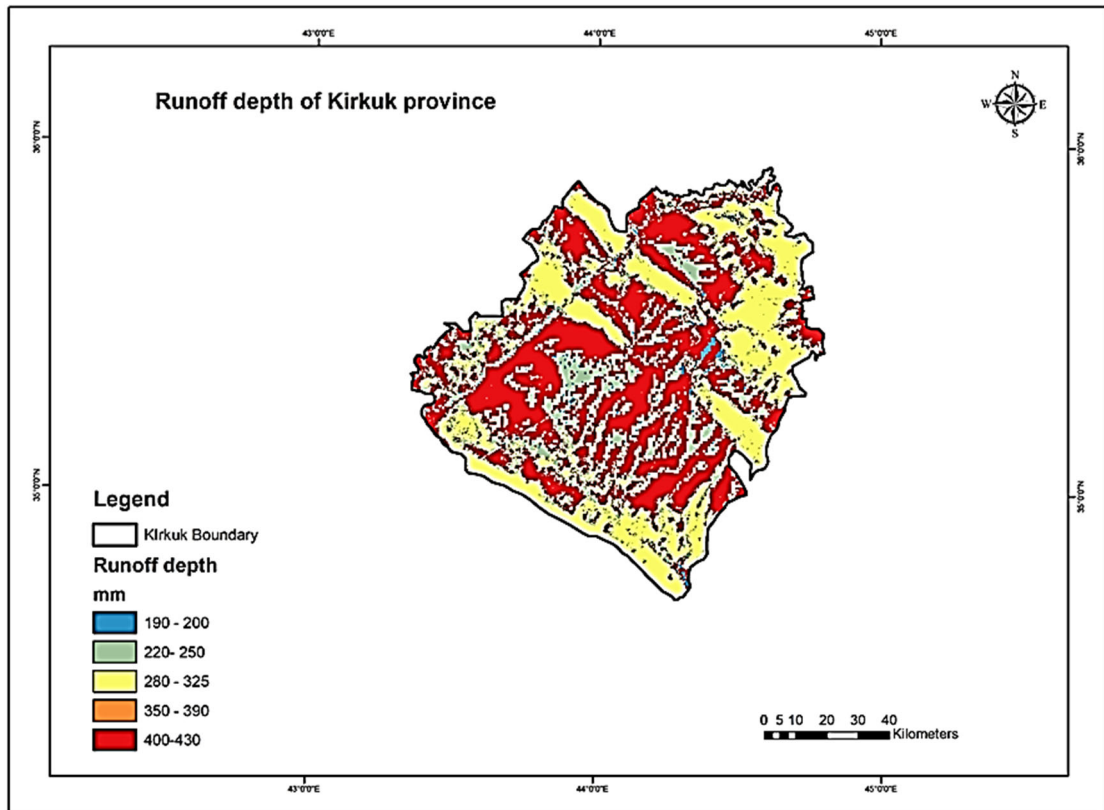 43°0'0"E 44°0'0"E 45°0'0"E
Runoff depth of Kirkuk province
N
W E
S
36°0'0"N 36°0'0"N
35°0'0"N 35°0'0"N
Legend
Kirkuk Boundary
Runoff depth
mm
190 - 200
220- 250
280 - 325
350 - 390
400-430
0 5 10 20 30 40
Kilometers
43°0'0"E 44°0'0"E 45°0'0"E